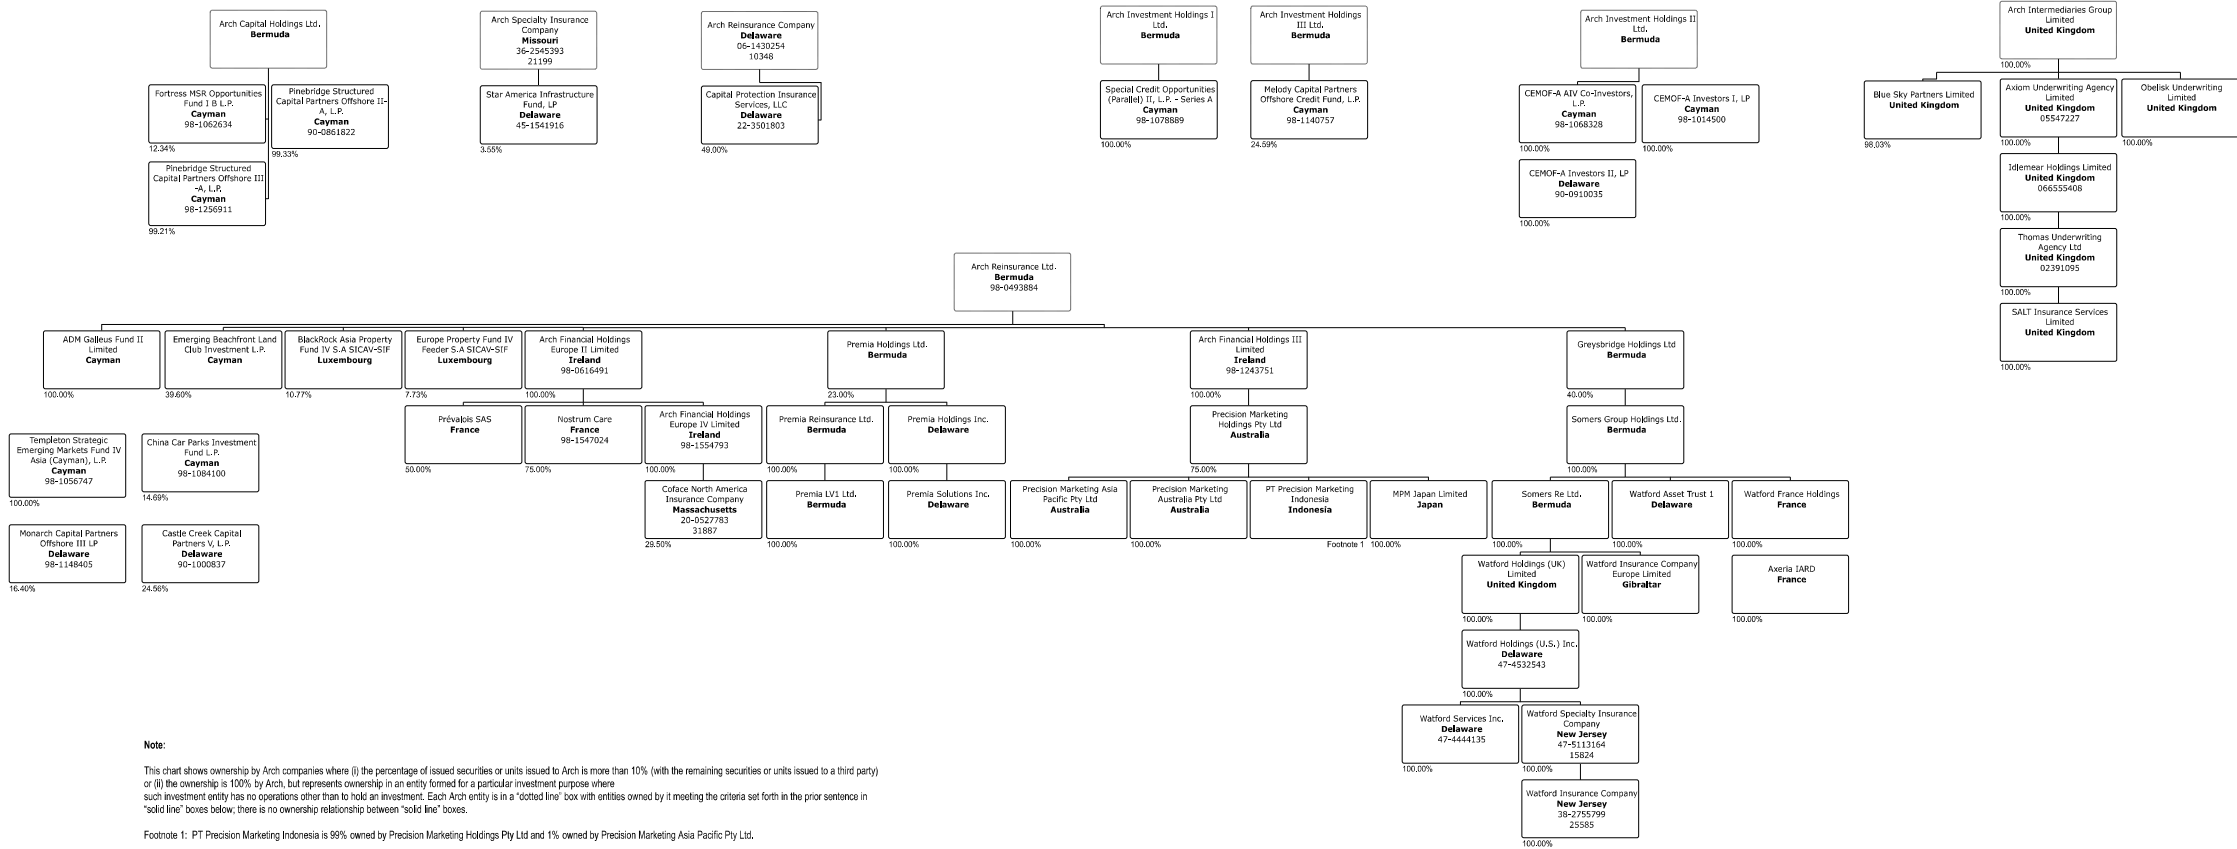 Arch Capital Holdings Ltd.
Bermuda
Fortress MSR Opportunities
Fund I B L.P.
Cayman
98-1062634
12.34%
Pinebridge Structured
Capital Partners Offshore II-
A, L.P.
Cayman
90-0861822
99.33%
Pinebridge Structured
Capital Partners Offshore III
-A, L.P.
Cayman
98-1256911
99.21%
Arch Specialty Insurance
Company
Missouri
36-2545393
21199
Star America Infrastructure
Fund, LP
Delaware
45-1541916
3.55%
Arch Reinsurance Company
Delaware
06-1430254
10348
Capital Protection Insurance
Services, LLC
Delaware
22-3501803
49.00%
Arch Investment Holdings I
Ltd.
Bermuda
Special Credit Opportunities
(Parallel) II, L.P. - Series A
Cayman
98-1078889
100.00%
Arch Investment Holdings
III Ltd.
Bermuda
Melody Capital Partners
Offshore Credit Fund, L.P.
Cayman
98-1140757
24.59%
Arch Investment Holdings II
Ltd.
Bermuda
CEMOF-A AIV Co-Investors,
L.P.
Cayman
98-1068328
100.00%
CEMOF-A Investors I, LP
Cayman
98-1014500
100.00%
CEMOF-A Investors II, LP
Delaware
90-0910035
100.00%
Arch Intermediaries Group
Limited
United Kingdom
100.00%
Blue Sky Partners Limited
United Kingdom
98.03%
Axiom Underwriting Agency
Limited
United Kingdom
05547227
100.00%
Obelisk Underwriting
Limited
United Kingdom
100.00%
Idlemear Holdings Limited
United Kingdom
066555408
100.00%
Thomas Underwriting
Agency Ltd
United Kingdom
02391095
100.00%
SALT Insurance Services
Limited
United Kingdom
100.00%
Arch Reinsurance Ltd.
Bermuda
98-0493884
ADM Galleus Fund II
Limited
Cayman
100.00%
Emerging Beachfront Land
Club Investment L.P.
Cayman
39.60%
BlackRock Asia Property
Fund IV S.A SICAV-SIF
Luxembourg
10.77%
Europe Property Fund IV
Feeder S.A SICAV-SIF
Luxembourg
7.73%
Arch Financial Holdings
Europe II Limited
Ireland
98-0616491
100.00%
Premia Holdings Ltd.
Bermuda
23.00%
Arch Financial Holdings III
Limited
Ireland
98-1243751
100.00%
Greysbridge Holdings Ltd
Bermuda
40.00%
Prévalois SAS
France
50.00%
Nostrum Care
France
98-1547024
75.00%
Arch Financial Holdings
Europe IV Limited
Ireland
98-1554793
100.00%
Premia Reinsurance Ltd.
Bermuda
100.00%
Premia Holdings Inc.
Delaware
100.00%
Precision Marketing
Holdings Pty Ltd
Australia
75.00%
Somers Group Holdings Ltd.
Bermuda
100.00%
Templeton Strategic
Emerging Markets Fund IV
Asia (Cayman), L.P.
Cayman
98-1056747
100.00%
China Car Parks Investment
Fund L.P.
Cayman
98-1084100
14.69%
Coface North America
Insurance Company
Massachusetts
20-0527783
31887
29.50%
Premia LV1 Ltd.
Bermuda
100.00%
Premia Solutions Inc.
Delaware
100.00%
Precision Marketing Asia
Pacific Pty Ltd
Australia
100.00%
Precision Marketing
Australia Pty Ltd
Australia
100.00%
PT Precision Marketing
Indonesia
Indonesia
Footnote 1
MPM Japan Limited
Japan
100.00%
Somers Re Ltd.
Bermuda
100.00%
Watford Asset Trust 1
Delaware
100.00%
Watford France Holdings
France
100.00%
Monarch Capital Partners
Offshore III LP
Delaware
98-1148405
16.40%
Castle Creek Capital
Partners V, L.P.
Delaware
90-1000837
24.56%
Watford Holdings (UK)
Limited
United Kingdom
100.00%
Watford Insurance Company
Europe Limited
Gibraltar
100.00%
Axeria IARD
France
100.00%
Watford Holdings (U.S.) Inc.
Delaware
47-4532543
100.00%
Watford Services Inc.
Delaware
47-4444135
100.00%
Watford Specialty Insurance
Company
New Jersey
47-5113164
15824
100.00%
Watford Insurance Company
New Jersey
38-2755799
25585
100.00%
Note:
This chart shows ownership by Arch companies where (i) the percentage of issued securities or units issued to Arch is more than 10% (with the remaining securities or units issued to a third party)
or (ii) the ownership is 100% by Arch, but represents ownership in an entity formed for a particular investment purpose where
such investment entity has no operations other than to hold an investment. Each Arch entity is in a "dotted line" box with entities owned by it meeting the criteria set forth in the prior sentence in
"solid line" boxes below; there is no ownership relationship between "solid line" boxes.
Footnote 1: PT Precision Marketing Indonesia is 99% owned by Precision Marketing Holdings Pty Ltd and 1% owned by Precision Marketing Asia Pacific Pty Ltd.